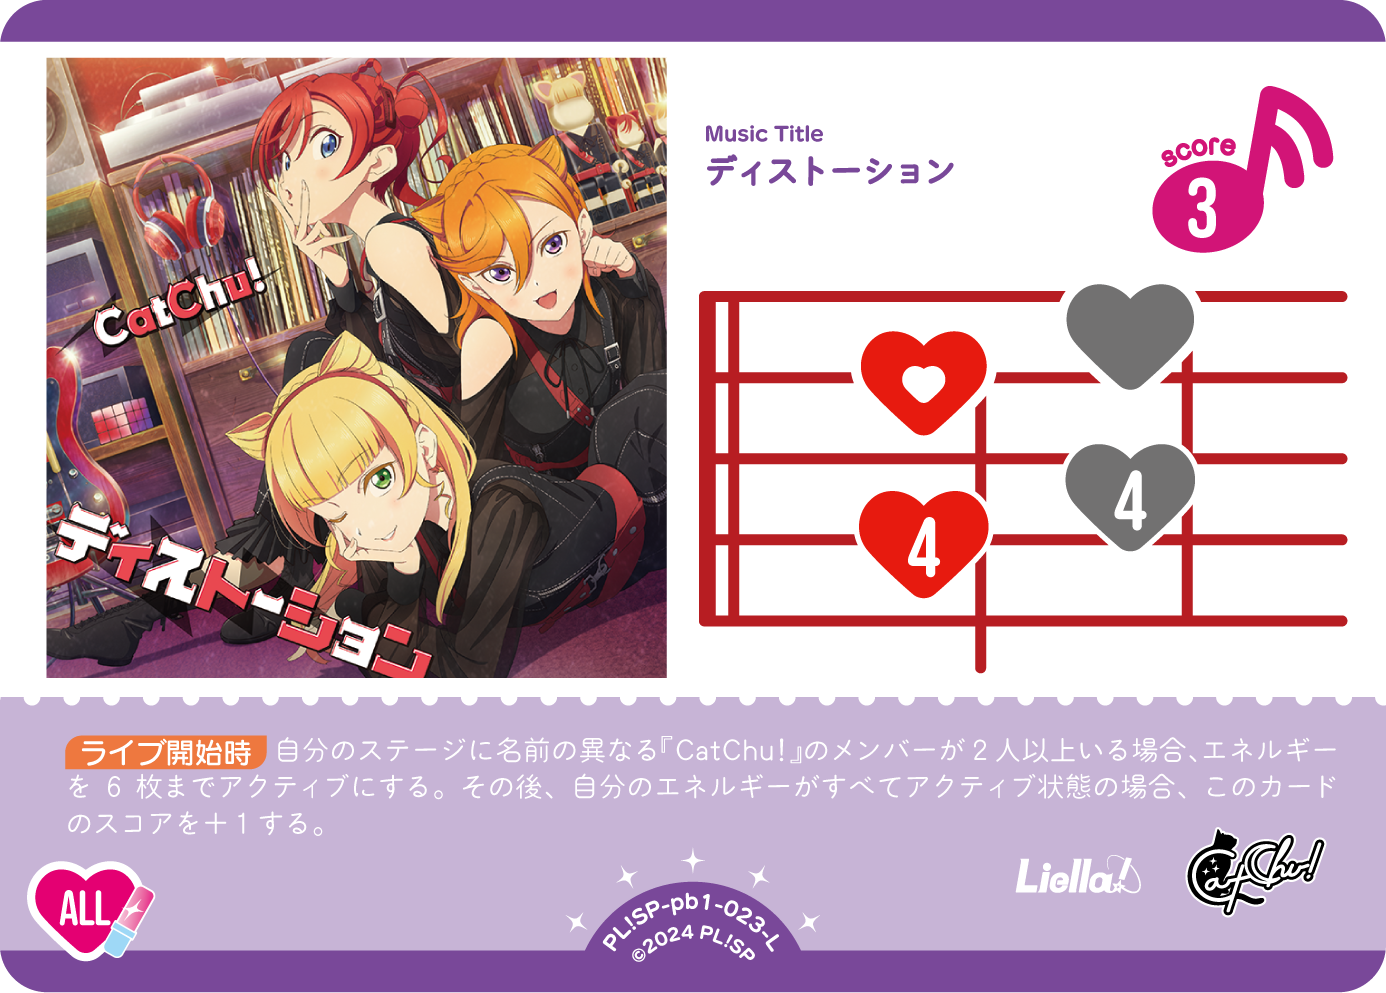 CatChu!
ディストーション
Music Title
ディストーション
score
3
4
4
ライブ開始時 自分のステージに名前の異なる『CatChu!』のメンバーが2人以上いる場合、エネルギー
を6枚までアクティブにする。その後、自分のエネルギーがすべてアクティブ状態の場合、このカード
のスコアを＋1する。
ALL
PL!SP-pb1-023-L
©2024 PL!SP
Liella!
CatChu!